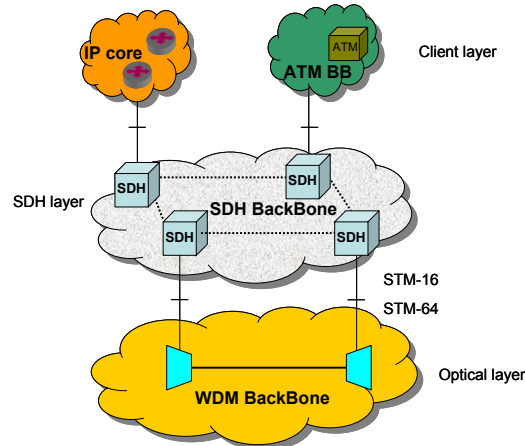 IP core
ATM
ATM BB
Client layer
SDH
SDH
SDH layer
SDH BackBone
SDH
SDH
STM-16
STM-64
Optical layer
WDM BackBone